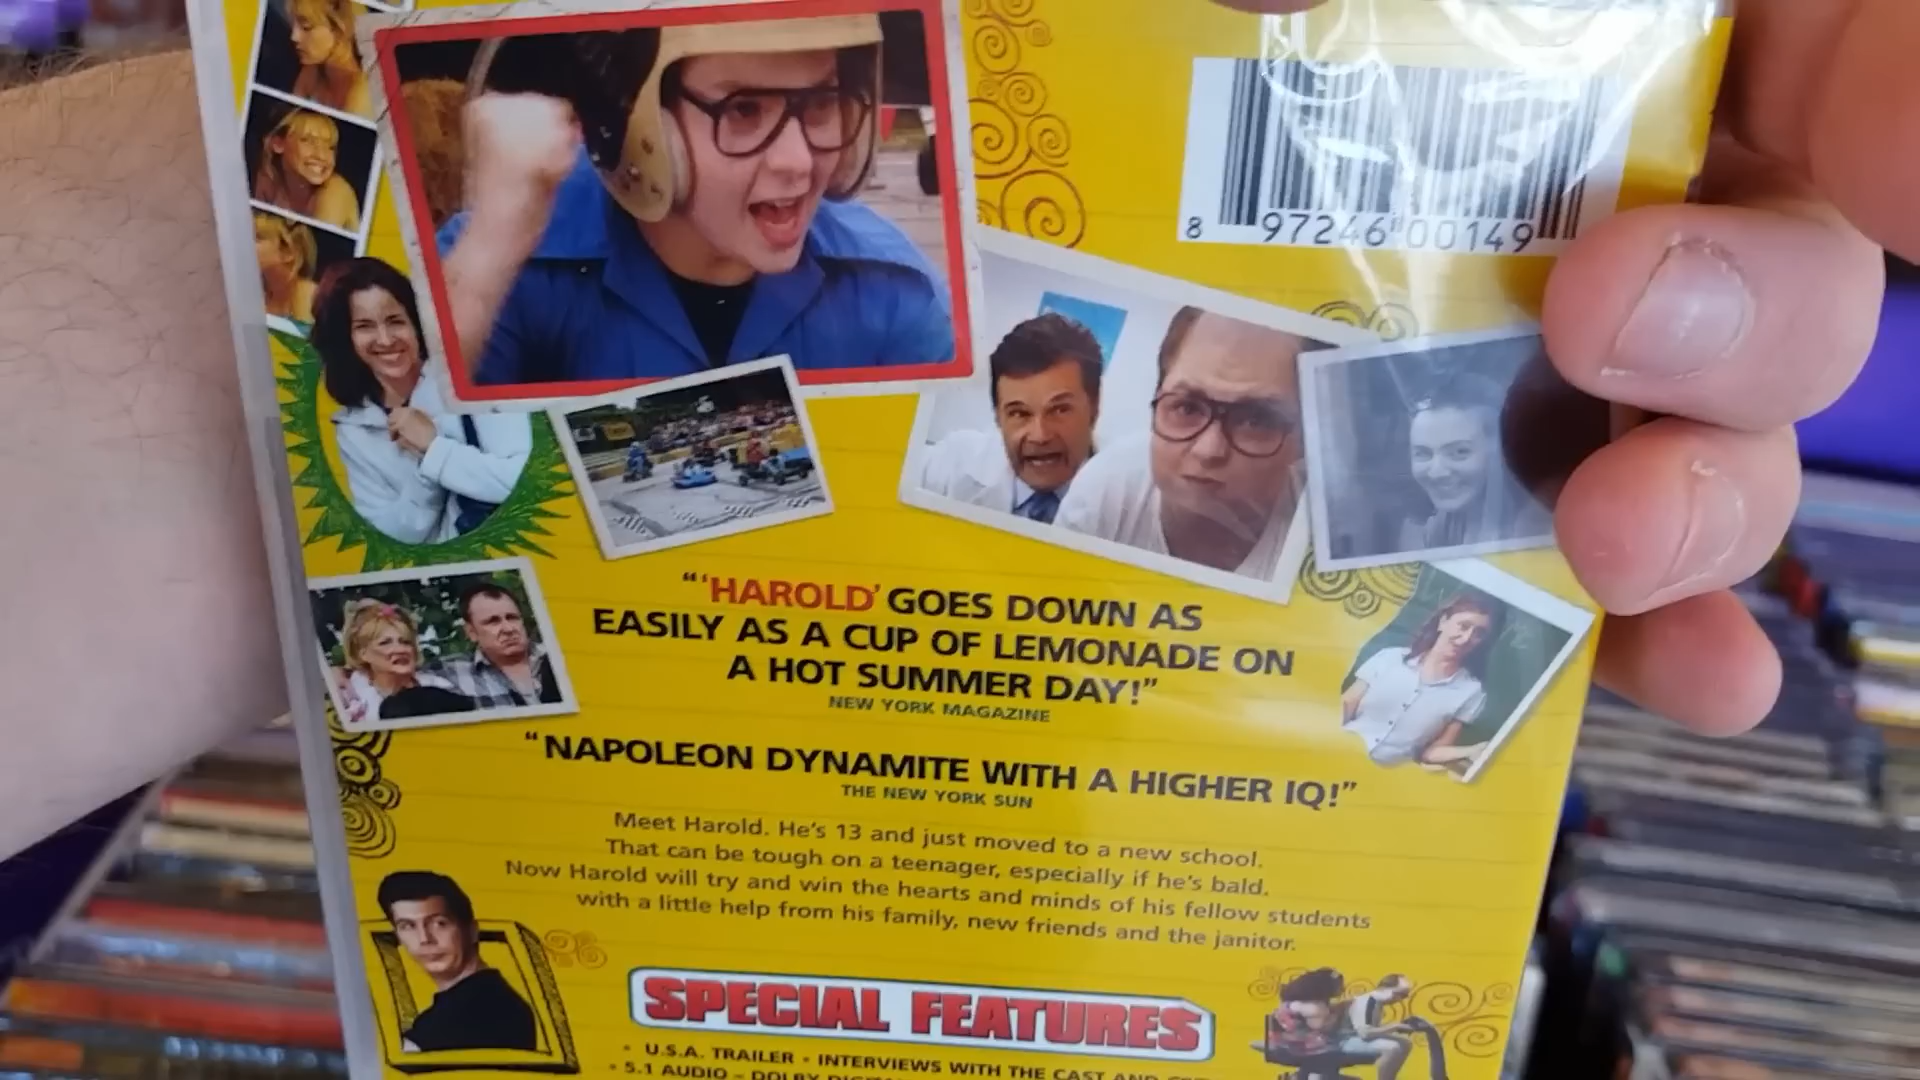 8 97246 00149
"'HAROLD' GOES DOWN AS
EASILY AS A CUP OF LEMONADE ON
A HOT SUMMER DAY!"
NEW YORK MAGAZINE
"NAPOLEON DYNAMITE WITH A HIGHER IQ!"
THE NEW YORK SUN
Meet Harold. He's 13 and just moved to a new school.
That can be tough on a teenager, especially if he's bald.
Now Harold will try and win the hearts and minds of his fellow students
with a little help from his family, new friends and the janitor.
SPECIAL FEATURES
• U.S.A. TRAILER • INTERVIEWS WITH THE CAST AND
• 5.1 AUDIO – DOLBY